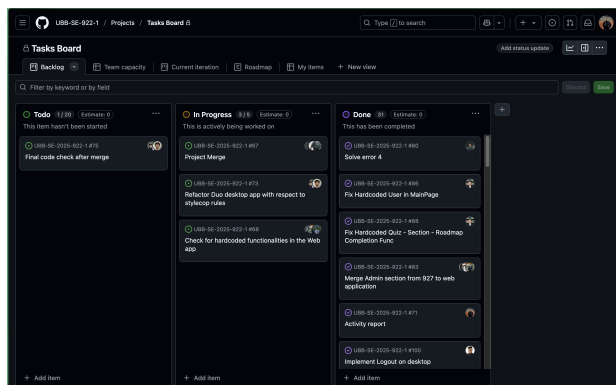 UBB-SE-922-1 / Projects / Tasks Board
Type / to search
Tasks Board
Add status update
Backlog
Team capacity
Current iteration
Roadmap
My items
+ New view
Filter by keyword or by field
Discard
Save
Todo 1 / 20 Estimate: 0
This item hasn't been started
UBB-SE-2025-922-1 #75
Final code check after merge
+ Add item
In Progress 3 / 5 Estimate: 0
This is actively being worked on
UBB-SE-2025-922-1 #67
Project Merge
UBB-SE-2025-922-1 #73
Refactor Duo desktop app with respect to
stylecop rules
UBB-SE-2025-922-1 #68
Check for hardcoded functionalities in the Web
app
+ Add item
Done 31 Estimate: 0
This has been completed
UBB-SE-2025-922-1 #80
Solve error 4
UBB-SE-2025-922-1 #86
Fix Hardcoded User in MainPage
UBB-SE-2025-922-1 #88
Fix Hardcoded Quiz - Section - Roadmap
Completion Func
UBB-SE-2025-922-1 #83
Merge Admin section from 927 to web
application
UBB-SE-2025-922-1 #71
Activity report
UBB-SE-2025-922-1 #100
Implement Logout on desktop
+ Add item